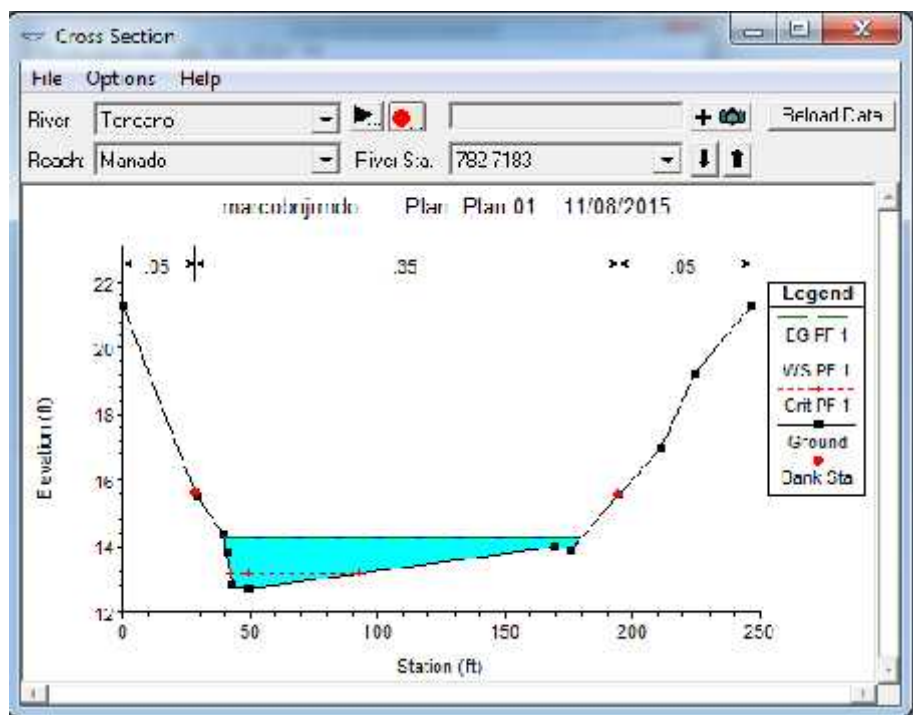 Cross Section
File Options Help
River Reload Data
Reach: River Sta.: 782.7183
Plan: Plan 01 11/08/2015
.05 .35 .05
22
20
18
16
14
12
0 50 100 150 200 250
Elevation (ft)
Station (ft)
Legend
EG PF 1
WS PF 1
Crit PF 1
Ground
Bank Sta